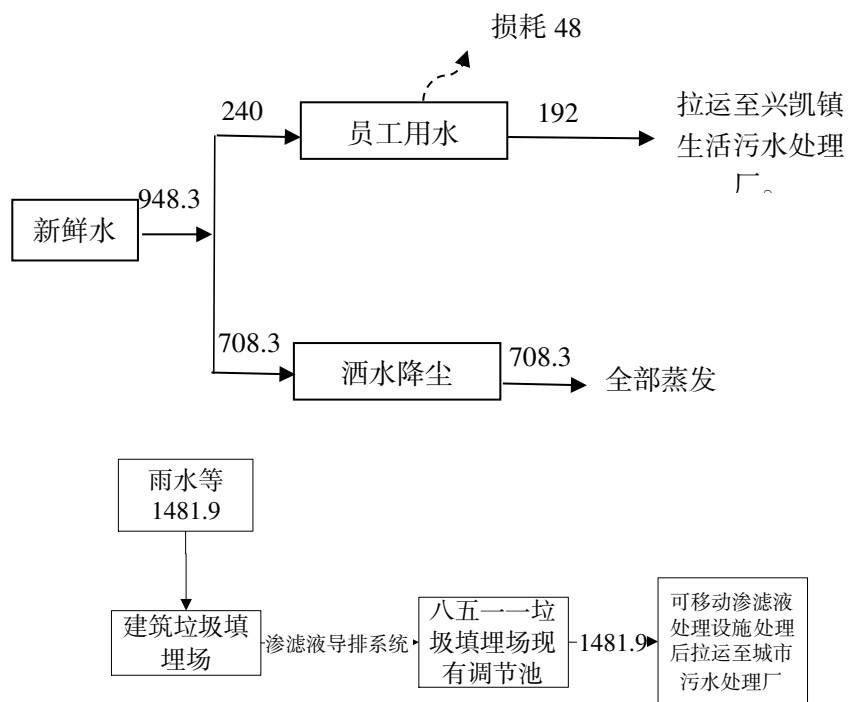 损耗 48
240
员工用水
192
拉运至兴凯镇
生活污水处理
厂。
948.3
新鲜水
708.3
洒水降尘
708.3
全部蒸发
雨水等
1481.9
建筑垃圾填
埋场
渗滤液导排系统
八五一一垃
圾填埋场现
有调节池
1481.9
可移动渗滤液
处理设施处理
后拉运至城市
污水处理厂